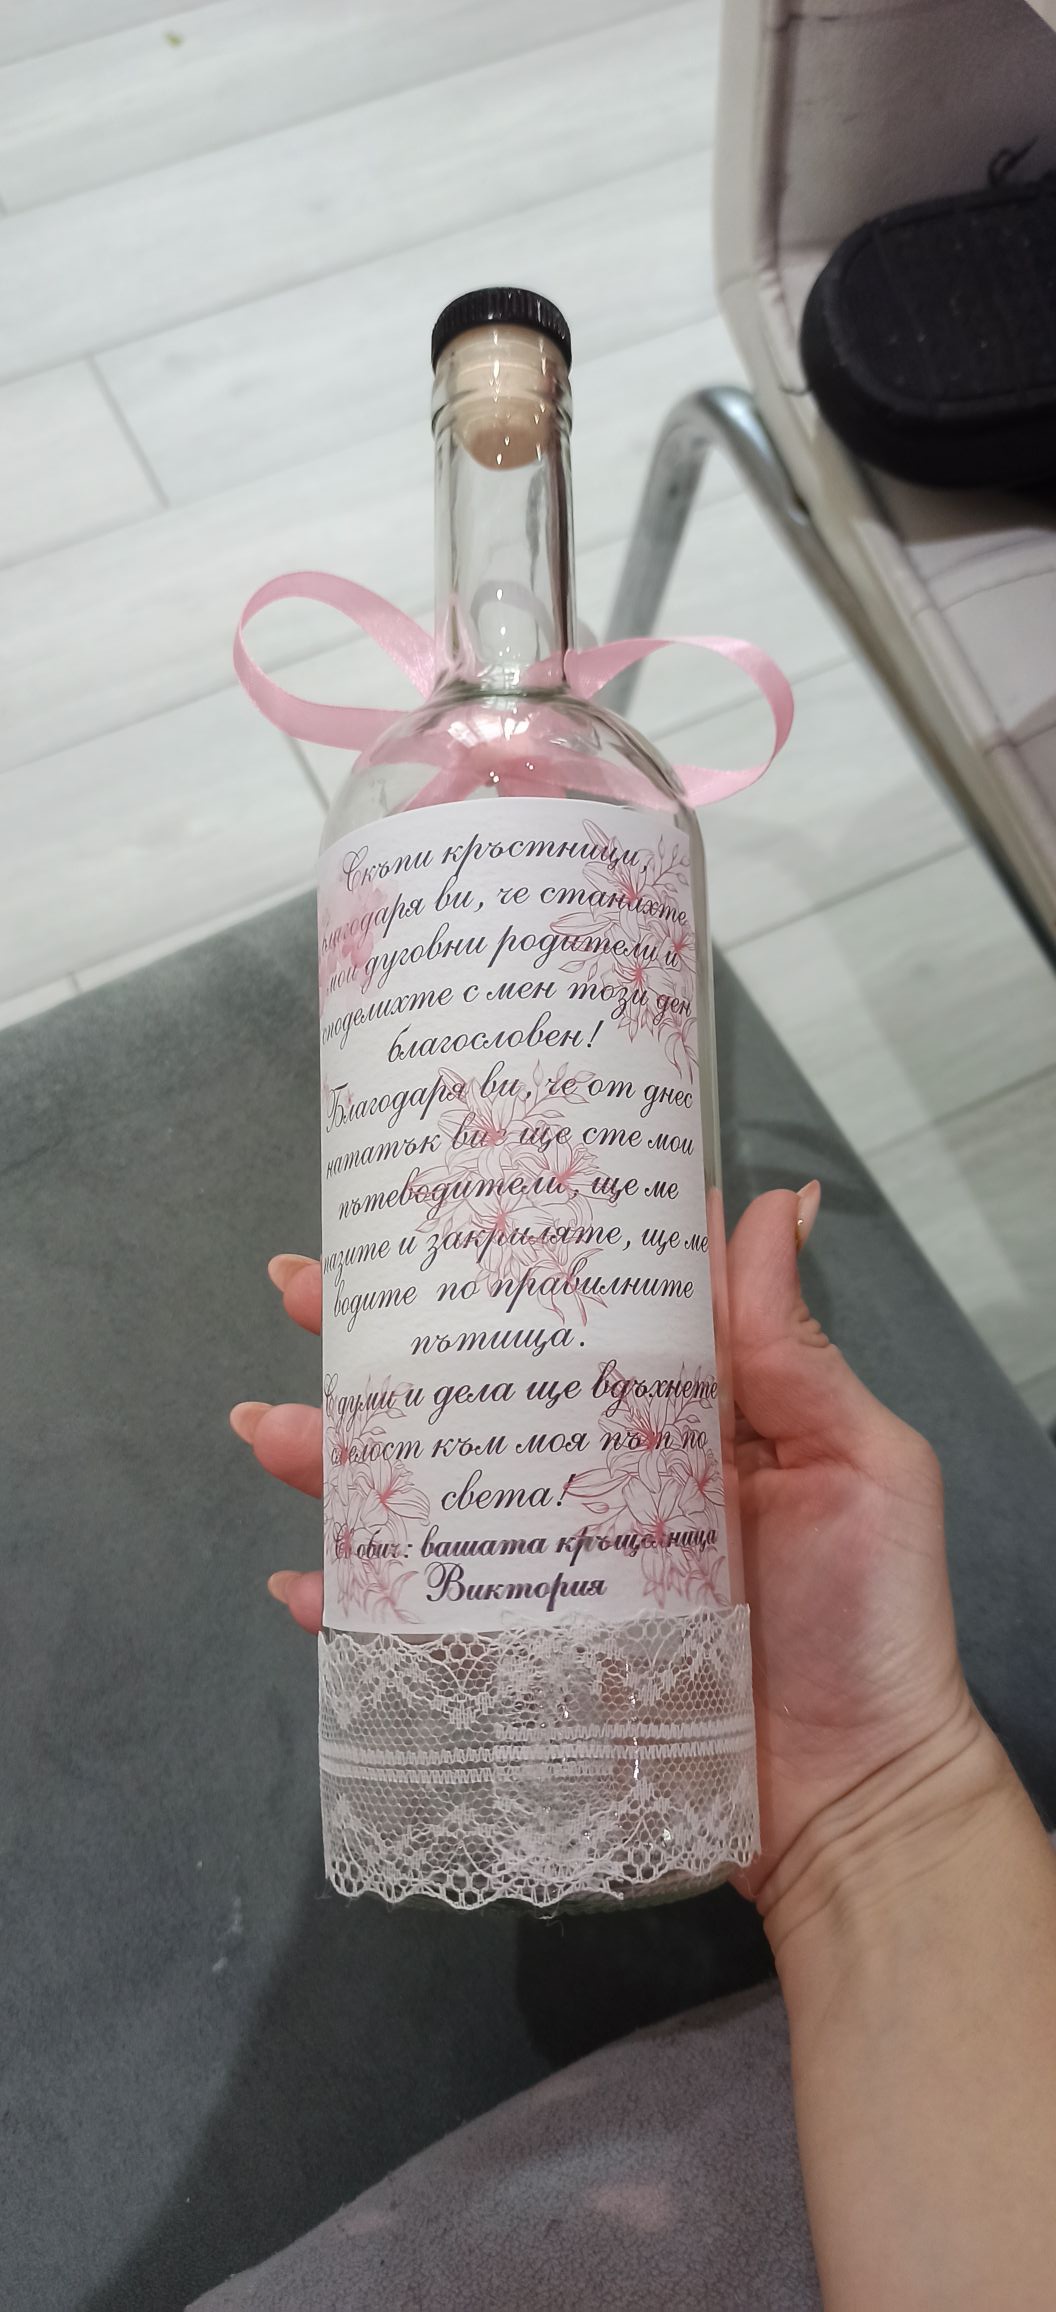 Скъпи кръстници,
благодаря ви, че станахте
мои духовни родители и
споделихте с мен този ден
благословен!
Благодаря ви, че от днес
нататък вие ще сте мои
пътеводители, ще ме
пазите и закриляте, ще ме
водите по правилните
пътища.
С думи и дела ще вдъхнете
смелост към моя път по
света!
С обич: вашата кръщелница
Виктория